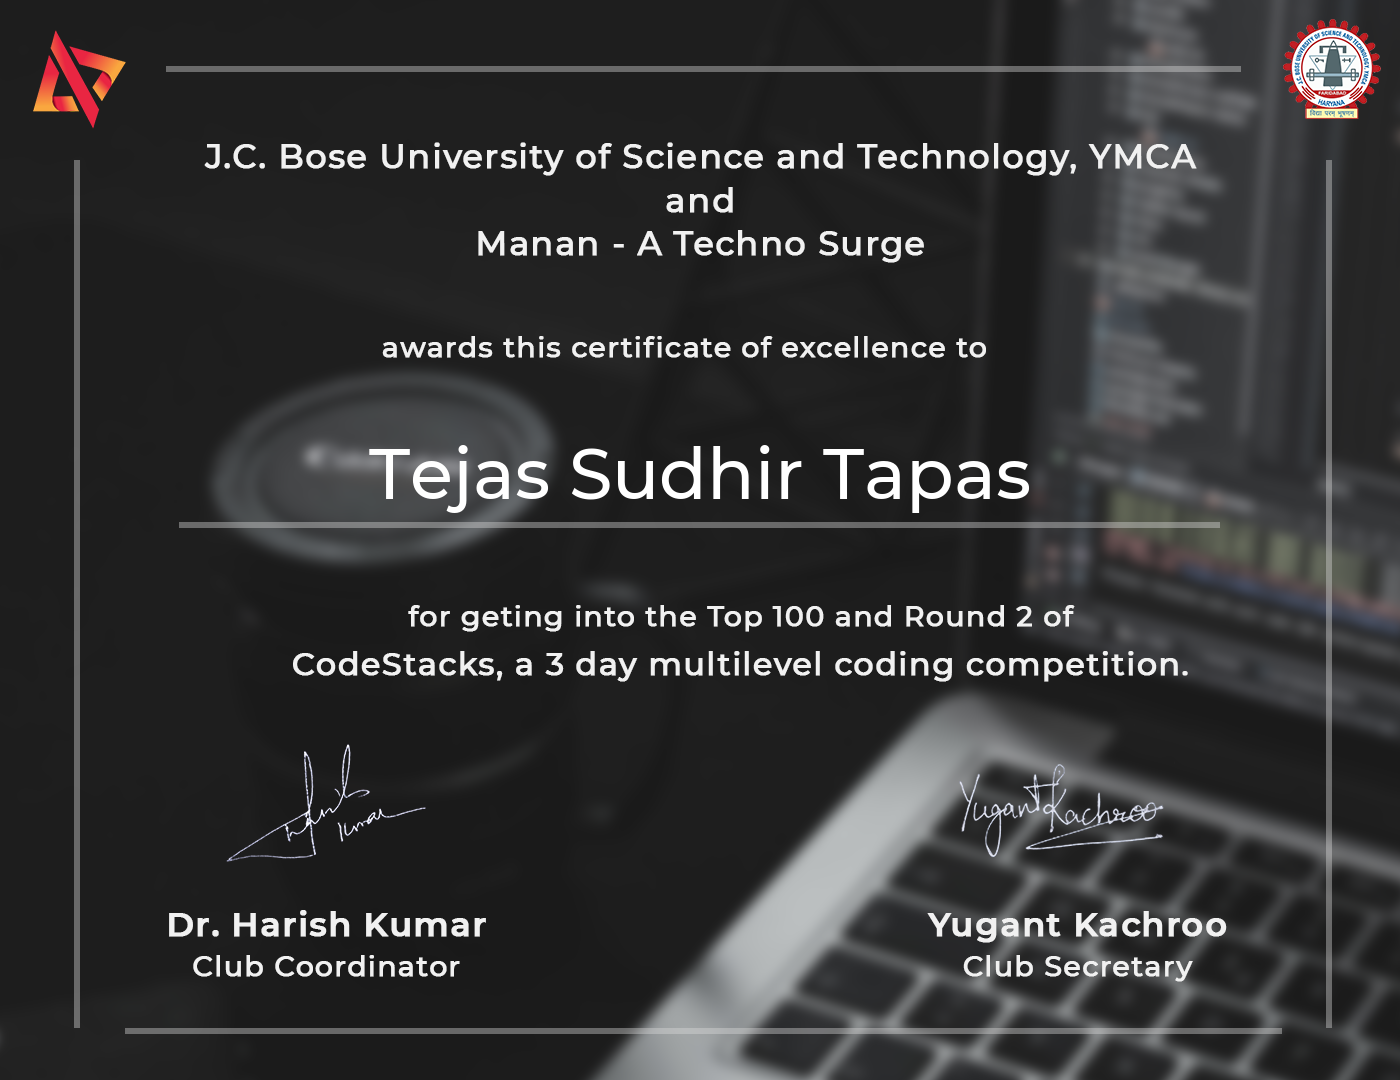 J.C. BOSE UNIVERSITY OF SCIENCE AND TECHNOLOGY, YMCA
FARIDABAD
HARYANA
विद्या परम् भूषणम्
J.C. Bose University of Science and Technology, YMCA
and
Manan - A Techno Surge
awards this certificate of excellence to
Tejas Sudhir Tapas
for geting into the Top 100 and Round 2 of
CodeStacks, a 3 day multilevel coding competition.
Harish
Kumar
Yugant Kachroo
Dr. Harish Kumar
Club Coordinator
Yugant Kachroo
Club Secretary